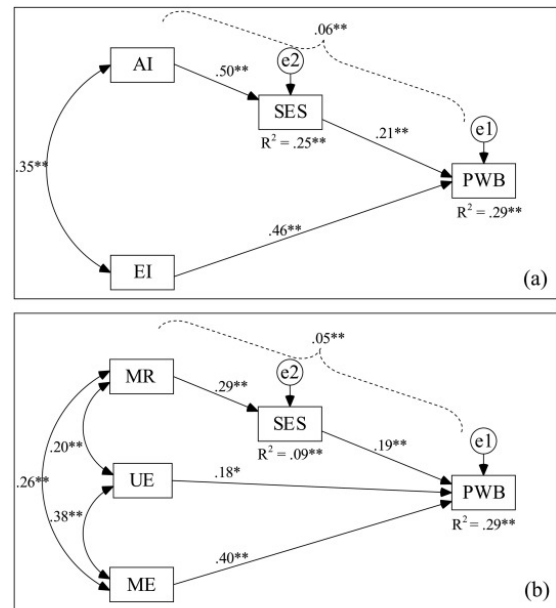 .06**
AI
e2
.50**
SES
R² = .25**
.21**
e1
.35**
PWB
R² = .29**
.46**
EI
(a)
.05**
MR
e2
.29**
SES
R² = .09**
.19**
e1
.20**
.26**
UE
.18*
PWB
R² = .29**
.38**
.40**
ME
(b)